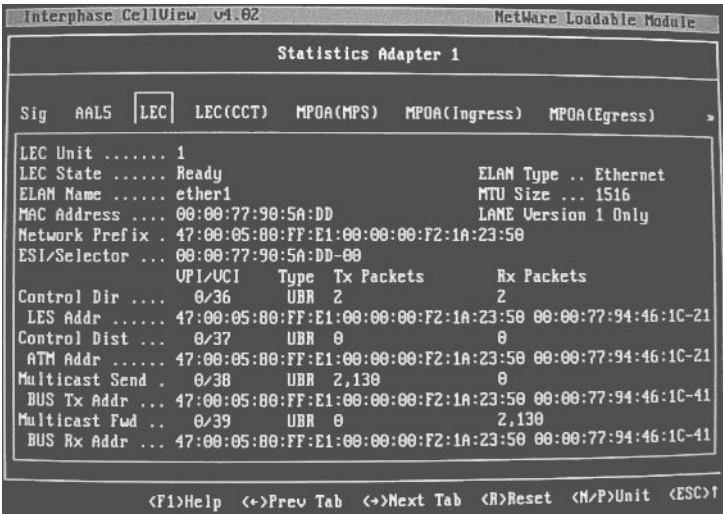 Interphase CellView v4.02 NetWare Loadable Module
Statistics Adapter 1
Sig AAL5 LEC LEC(CCT) MPOA(MPS) MPOA(Ingress) MPOA(Egress) »
LEC Unit ....... 1
LEC State ...... Ready ELAN Type .. Ethernet
ELAN Name ...... ether1 MTU Size ... 1516
MAC Address .... 00:00:77:90:5A:DD LANE Version 1 Only
Network Prefix . 47:00:05:80:FF:E1:00:00:00:F2:1A:23:50
ESI/Selector ... 00:00:77:90:5A:DD-00
VPI/VCI Type Tx Packets Rx Packets
Control Dir .... 0/36 UBR 2 2
LES Addr ...... 47:00:05:80:FF:E1:00:00:00:F2:1A:23:50 00:00:77:94:46:1C-21
Control Dist ... 0/37 UBR 0 0
ATM Addr ...... 47:00:05:80:FF:E1:00:00:00:F2:1A:23:50 00:00:77:94:46:1C-21
Multicast Send . 0/38 UBR 2,130 0
BUS Tx Addr ... 47:00:05:80:FF:E1:00:00:00:F2:1A:23:50 00:00:77:94:46:1C-41
Multicast Fwd .. 0/39 UBR 0 2,130
BUS Rx Addr ... 47:00:05:80:FF:E1:00:00:00:F2:1A:23:50 00:00:77:94:46:1C-41
<F1>Help <←>Prev Tab <→>Next Tab <R>Reset <N/P>Unit <ESC>↑